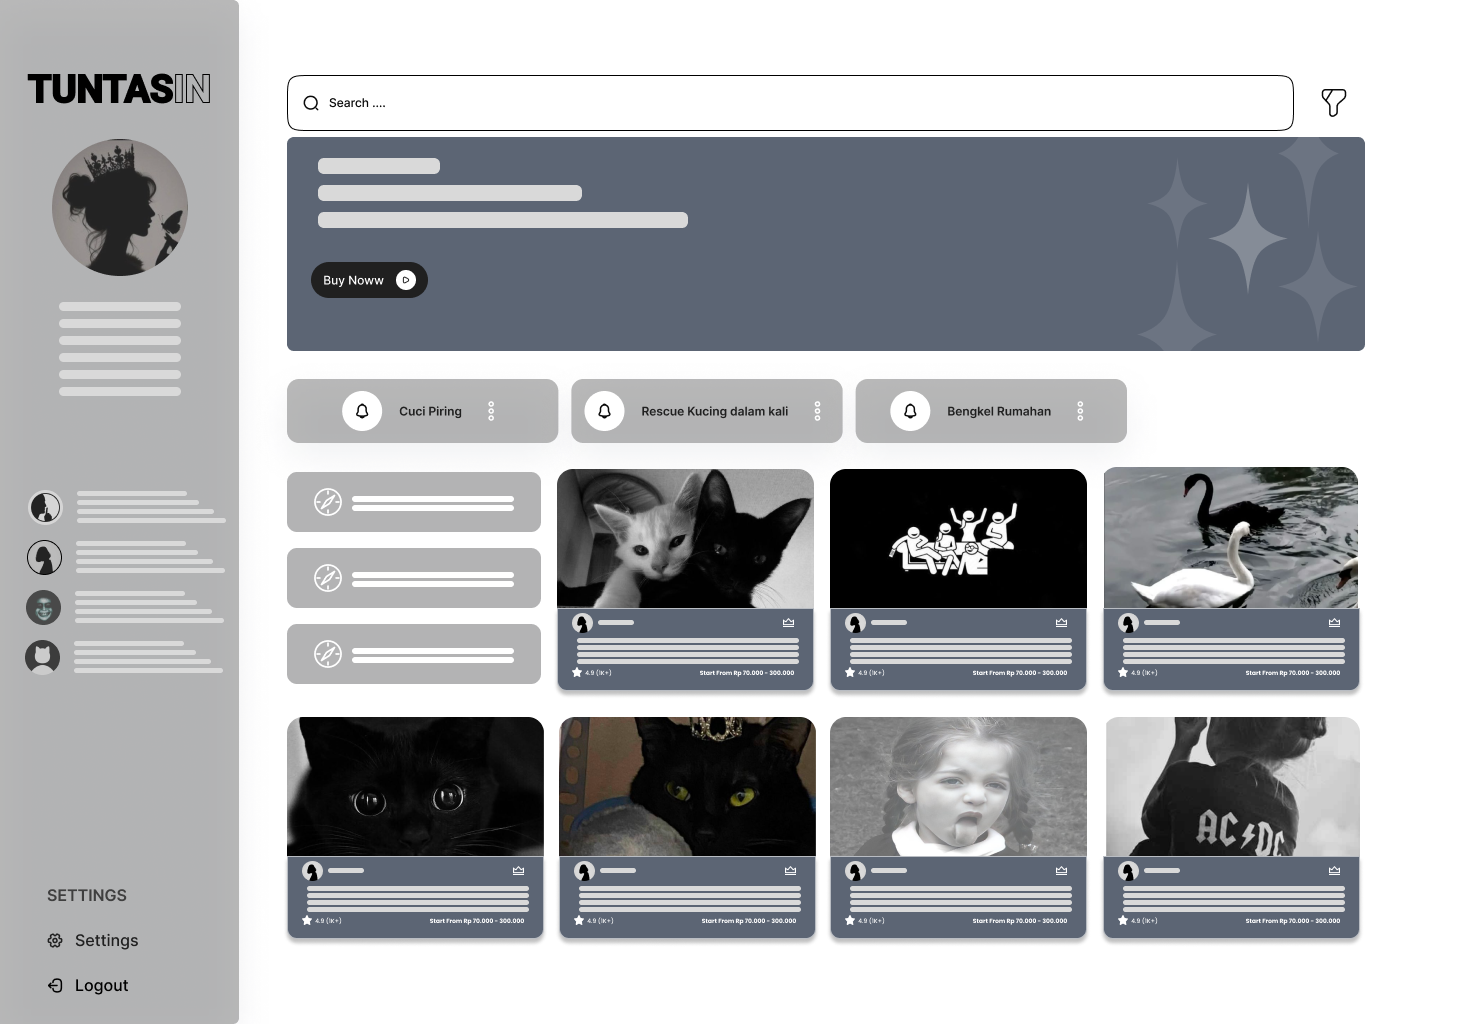 TUNTASIN
Search ....
Buy Noww
Cuci Piring
Rescue Kucing dalam kali
Bengkel Rumahan
4.9 (1K+)
Start From Rp 70.000 - 300.000
4.9 (1K+)
Start From Rp 70.000 - 300.000
4.9 (1K+)
Start From Rp 70.000 - 300.000
AC DC
4.9 (1K+)
Start From Rp 70.000 - 300.000
4.9 (1K+)
Start From Rp 70.000 - 300.000
4.9 (1K+)
Start From Rp 70.000 - 300.000
4.9 (1K+)
Start From Rp 70.000 - 300.000
SETTINGS
Settings
Logout